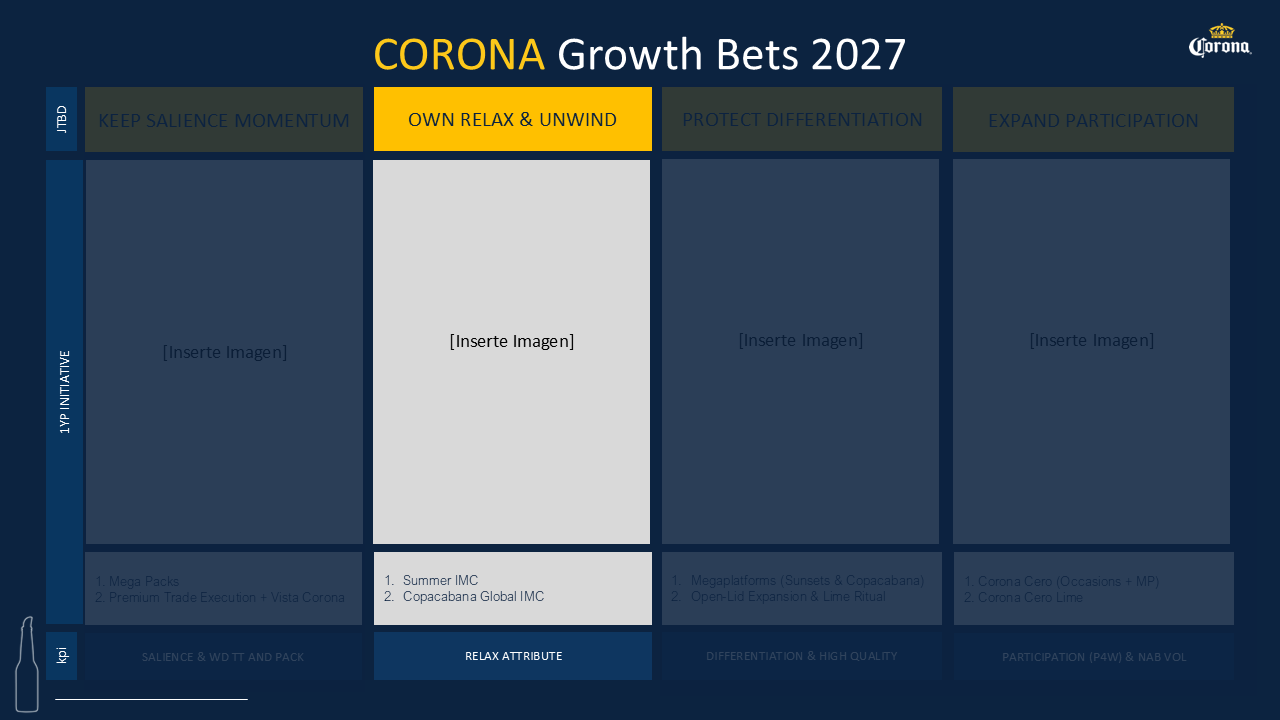 CORONA Growth Bets 2027
Corona
JTBD
KEEP SALIENCE MOMENTUM
OWN RELAX & UNWIND
PROTECT DIFFERENTIATION
EXPAND PARTICIPATION
1YP INITIATIVE
[Inserte Imagen]
[Inserte Imagen]
[Inserte Imagen]
[Inserte Imagen]
1. Mega Packs
2. Premium Trade Execution + Vista Corona
1. Summer IMC
2. Copacabana Global IMC
1. Megaplatforms (Sunsets & Copacabana)
2. Open-Lid Expansion & Lime Ritual
1. Corona Cero (Occasions + MP)
2. Corona Cero Lime
kpi
SALIENCE & WD TT AND PACK
RELAX ATTRIBUTE
DIFFERENTIATION & HIGH QUALITY
PARTICIPATION (P4W) & NAB VOL